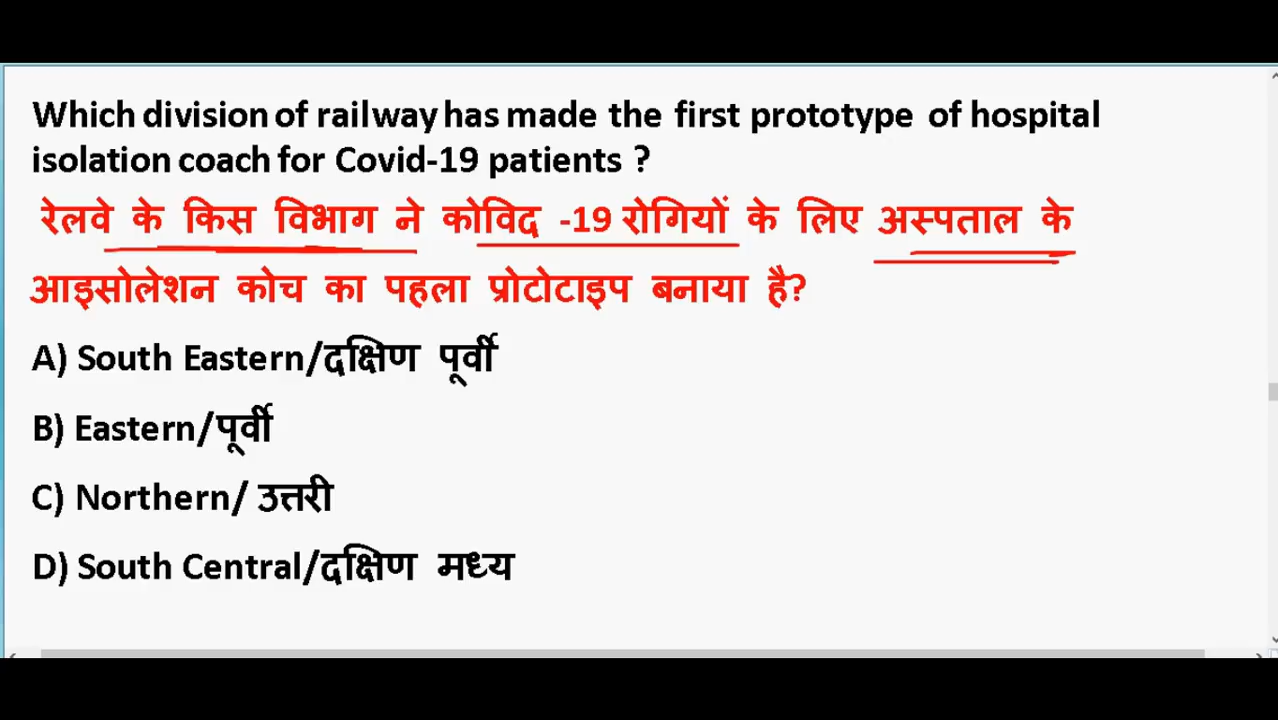 Which division of railway has made the first prototype of hospital
isolation coach for Covid-19 patients ?
रेलवे के किस विभाग ने कोविद -19 रोगियों के लिए अस्पताल के
आइसोलेशन कोच का पहला प्रोटोटाइप बनाया है?
A) South Eastern/दक्षिण पूर्वी
B) Eastern/पूर्वी
C) Northern/ उत्तरी
D) South Central/दक्षिण मध्य